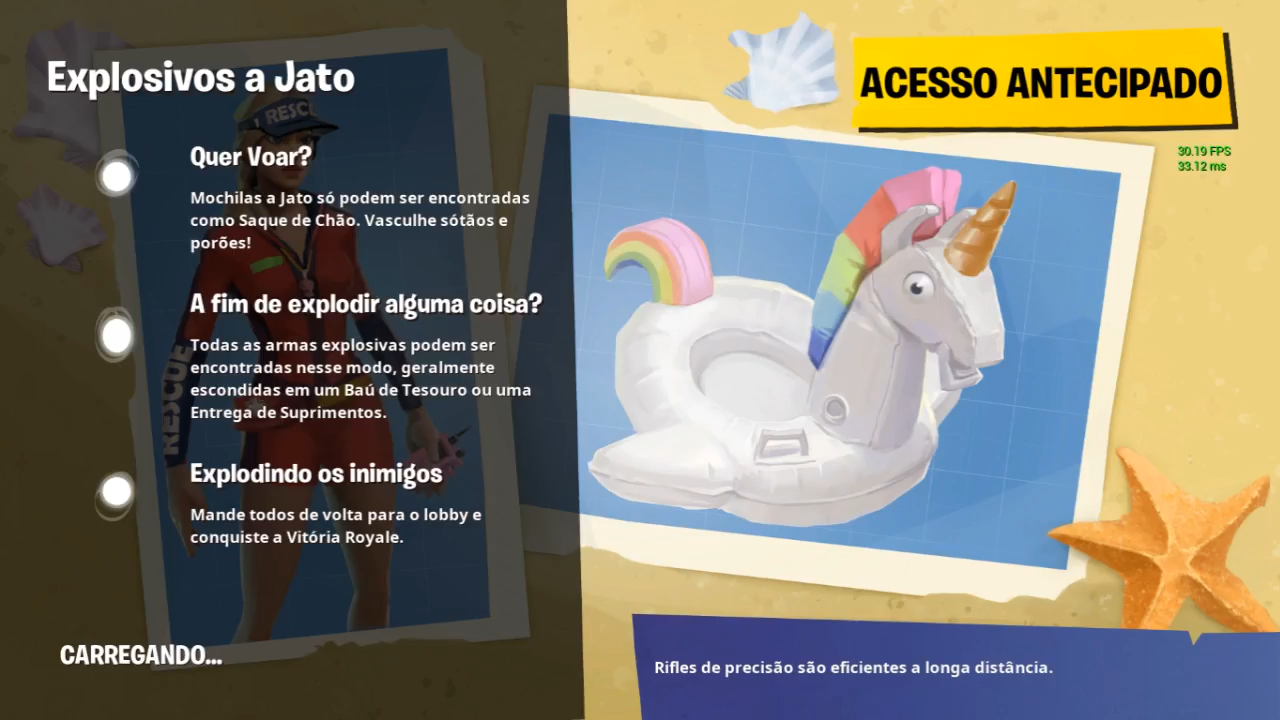 Explosivos a Jato
ACESSO ANTECIPADO
30.19 FPS
33.12 ms
RESCU
RESCUE
Quer Voar?
Mochilas a Jato só podem ser encontradas
como Saque de Chão. Vasculhe sótãos e
porões!
A fim de explodir alguma coisa?
Todas as armas explosivas podem ser
encontradas nesse modo, geralmente
escondidas em um Baú de Tesouro ou uma
Entrega de Suprimentos.
Explodindo os inimigos
Mande todos de volta para o lobby e
conquiste a Vitória Royale.
CARREGANDO...
Rifles de precisão são eficientes a longa distância.